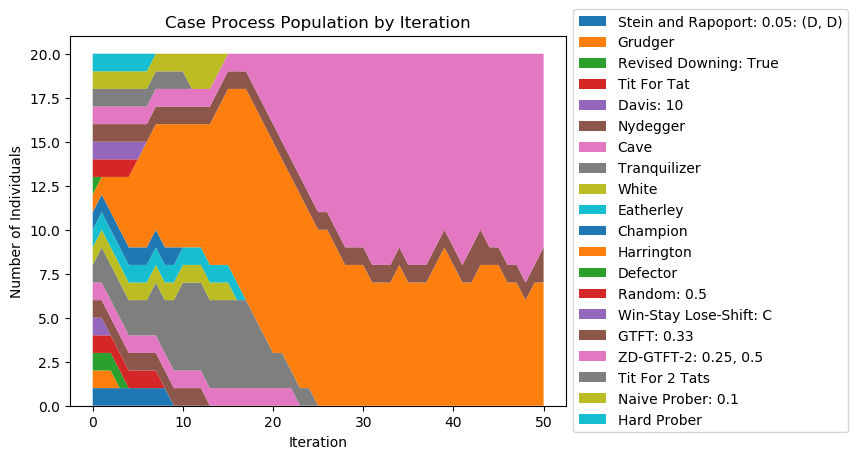 Case Process Population by Iteration
20.0
17.5
15.0
12.5
10.0
7.5
5.0
2.5
0.0
Number of Individuals
0
10
20
30
40
50
Iteration
Stein and Rapoport: 0.05: (D, D)
Grudger
Revised Downing: True
Tit For Tat
Davis: 10
Nydegger
Cave
Tranquilizer
White
Eatherley
Champion
Harrington
Defector
Random: 0.5
Win-Stay Lose-Shift: C
GTFT: 0.33
ZD-GTFT-2: 0.25, 0.5
Tit For 2 Tats
Naive Prober: 0.1
Hard Prober